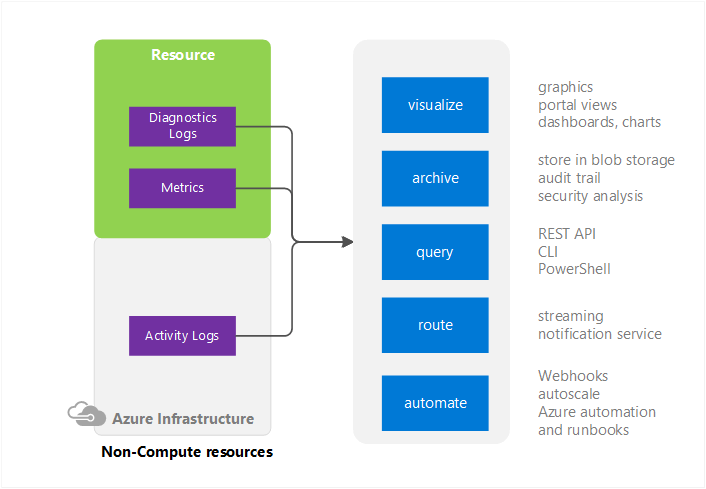 Resource
Diagnostics
Logs
Metrics
Activity Logs
Azure Infrastructure
Non-Compute resources
visualize
graphics
portal views
dashboards, charts
archive
store in blob storage
audit trail
security analysis
query
REST API
CLI
PowerShell
route
streaming
notification service
automate
Webhooks
autoscale
Azure automation
and runbooks